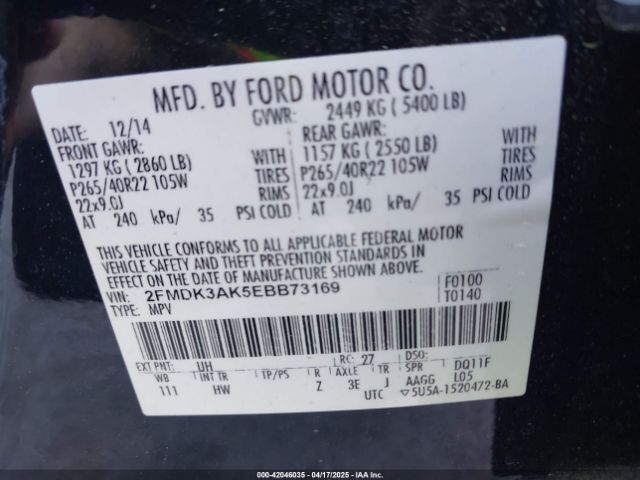 MFD. BY FORD MOTOR CO.
DATE: 12/14 GVWR: 2449 KG ( 5400 LB)
FRONT GAWR: REAR GAWR:
1297 KG ( 2860 LB) WITH 1157 KG ( 2550 LB) WITH
P265/40R22 105W TIRES P265/40R22 105W TIRES
22x9.0J RIMS 22x9.0J RIMS
AT 240 kPa/ 35 PSI COLD AT 240 kPa/ 35 PSI COLD
THIS VEHICLE CONFORMS TO ALL APPLICABLE FEDERAL MOTOR
VEHICLE SAFETY AND THEFT PREVENTION STANDARDS IN
EFFECT ON THE DATE OF MANUFACTURE SHOWN ABOVE.
VIN: 2FMDK3AK5EBB73169 F0100
TYPE: MPV T0140
EXT PNT: UH RC: 27 DSO:
WB INT TR TP/PS R AXLE TR SPR DQ11F
111 HW Z 3E J AAGG L05
UTC ▽5U5A-1520472-BA
000-42046035 - 04/17/2025 - IAAI.COM